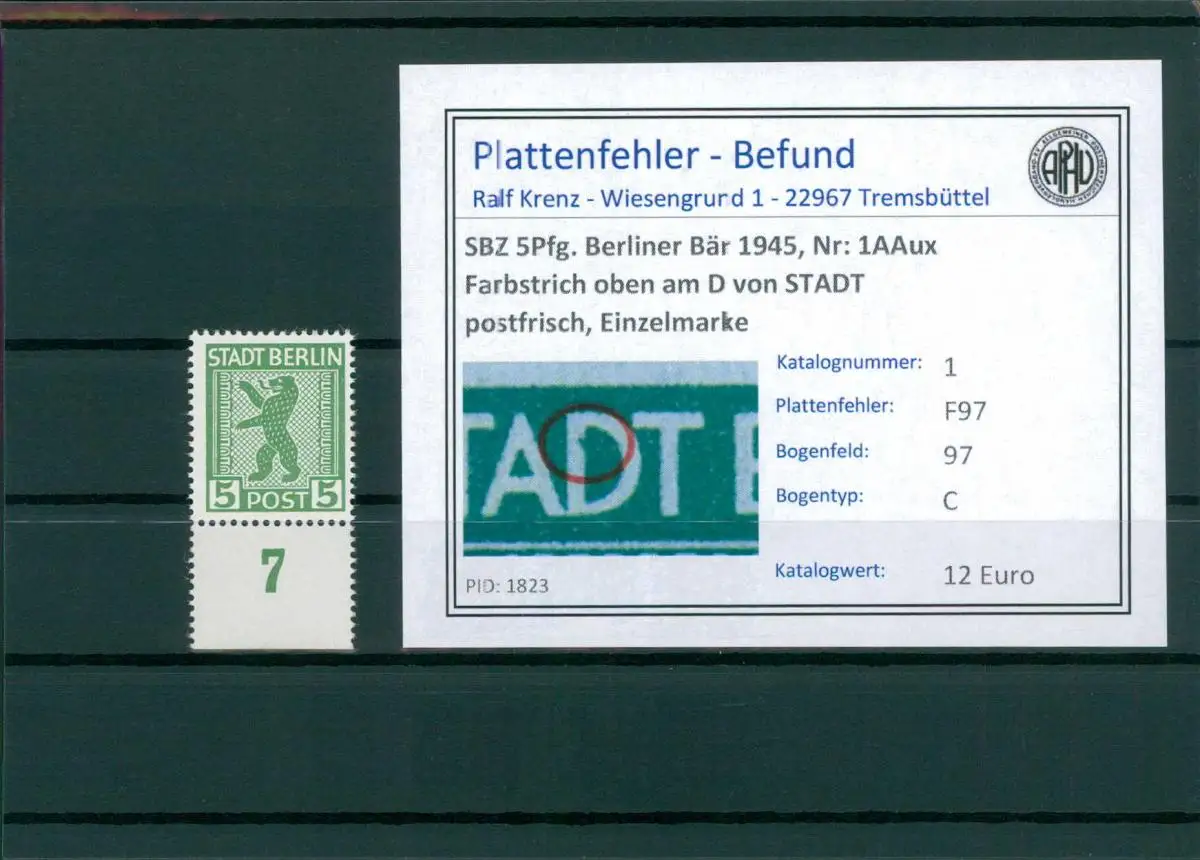 STADT BERLIN
5 POST 5
7
Plattenfehler - Befund
Ralf Krenz - Wiesengrund 1 - 22967 Tremsbüttel
SBZ 5Pfg. Berliner Bär 1945, Nr: 1AAux
Farbstrich oben am D von STADT
postfrisch, Einzelmarke
TADT B
Katalognummer: 1
Plattenfehler: F97
Bogenfeld: 97
Bogentyp: C
Katalogwert: 12 Euro
PID: 1823
APHV